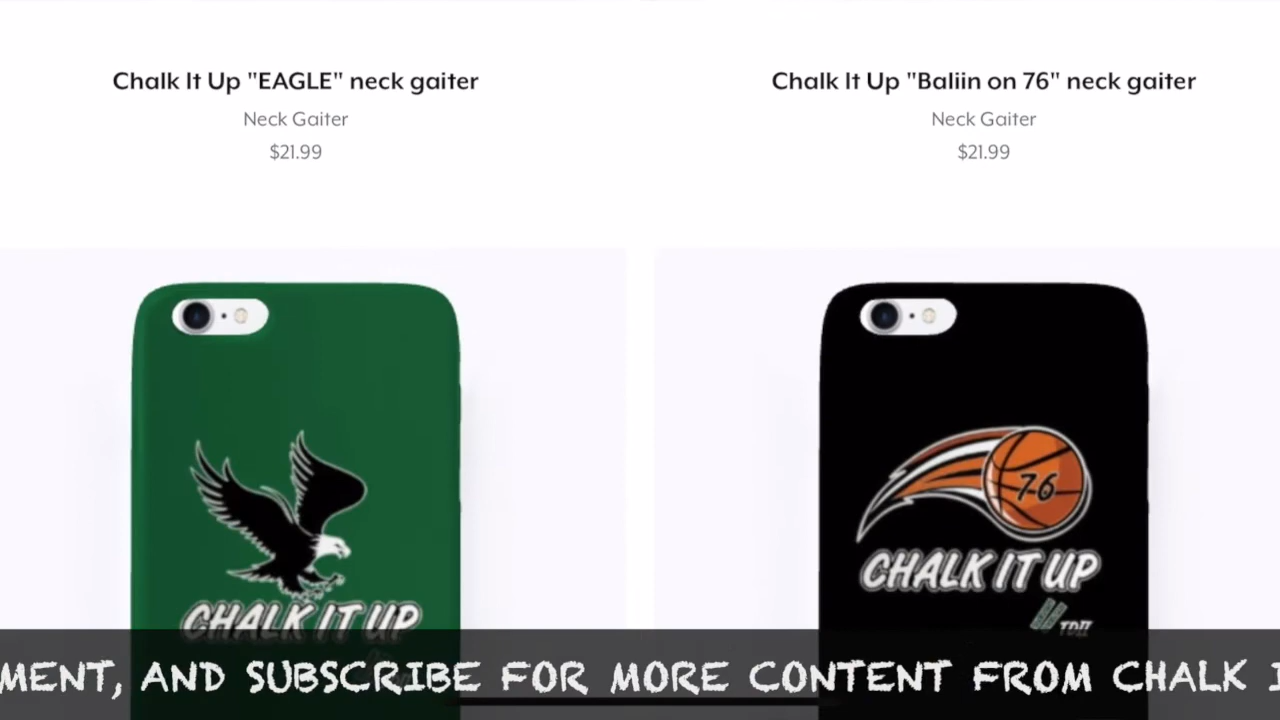 Chalk It Up "EAGLE" neck gaiter
Neck Gaiter
$21.99
Chalk It Up "Baliin on 76" neck gaiter
Neck Gaiter
$21.99
CHALK IT UP
76
CHALK IT UP
TDII
MENT, AND SUBSCRIBE FOR MORE CONTENT FROM CHALK I